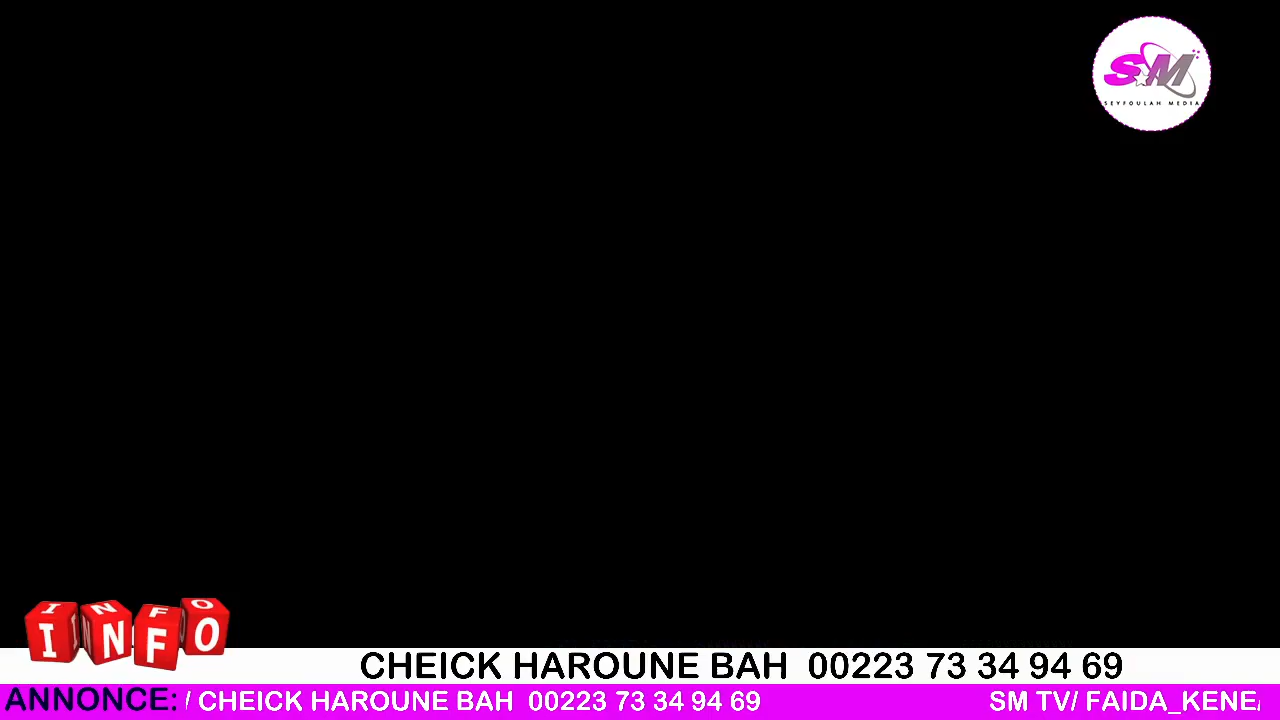 SM
SEYFOULAH MEDIA
INFO
CHEICK HAROUNE BAH 00223 73 34 94 69
ANNONCE: / CHEICK HAROUNE BAH 00223 73 34 94 69 SM TV/ FAIDA_KENE